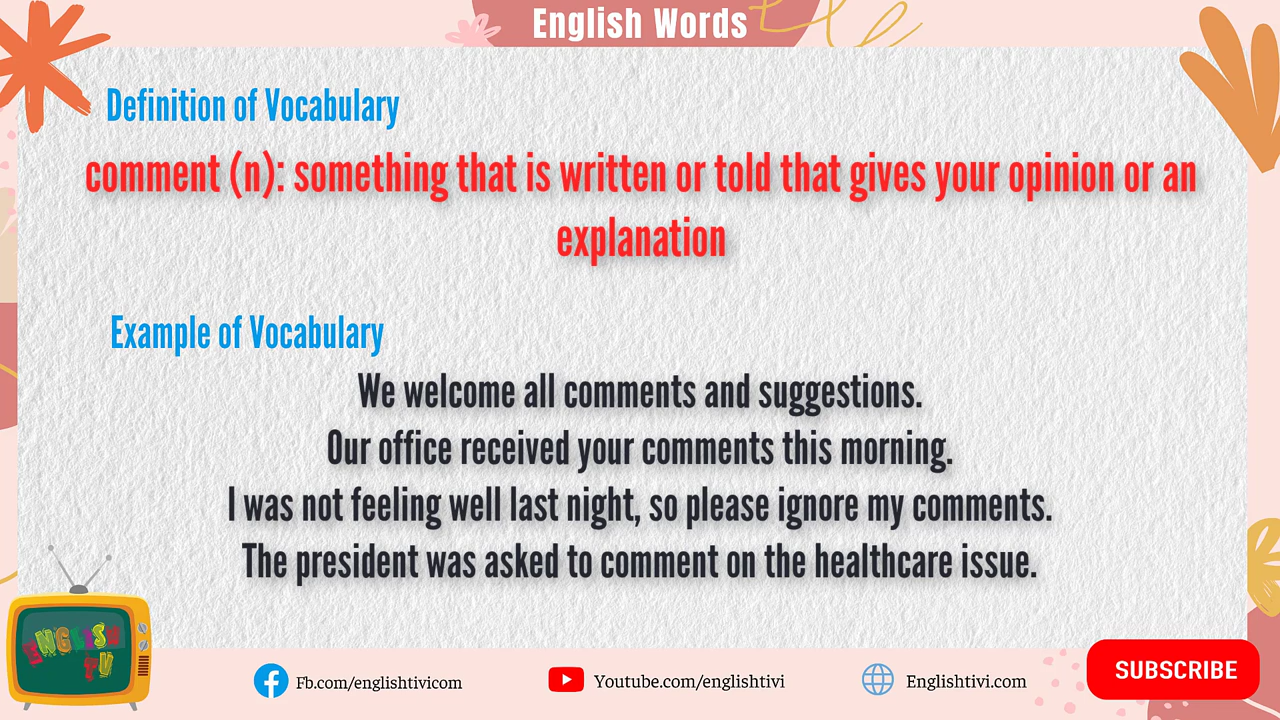 English Words
Definition of Vocabulary
comment (n): something that is written or told that gives your opinion or an
explanation
Example of Vocabulary
We welcome all comments and suggestions.
Our office received your comments this morning.
I was not feeling well last night, so please ignore my comments.
The president was asked to comment on the healthcare issue.
ENGLISH
TV
Fb.com/englishtivicom
Youtube.com/englishtivi
Englishtivi.com
SUBSCRIBE